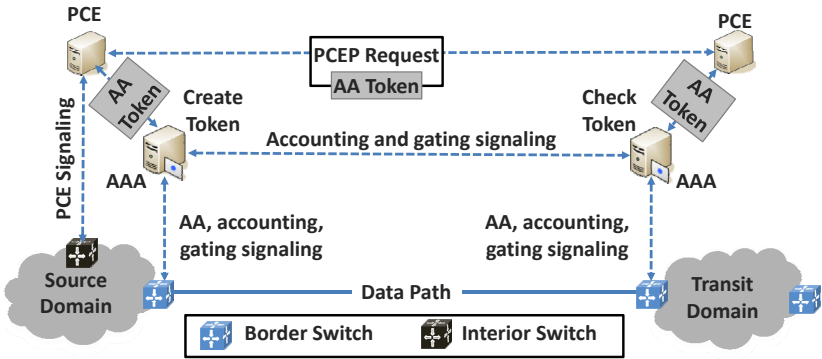 PCE
PCE
PCEP Request
AA Token
AA
Token
AA
Token
Create
Token
Check
Token
Accounting and gating signaling
PCE Signaling
AAA
AAA
AA, accounting,
gating signaling
AA, accounting,
gating signaling
Source
Domain
Data Path
Transit
Domain
Border Switch
Interior Switch